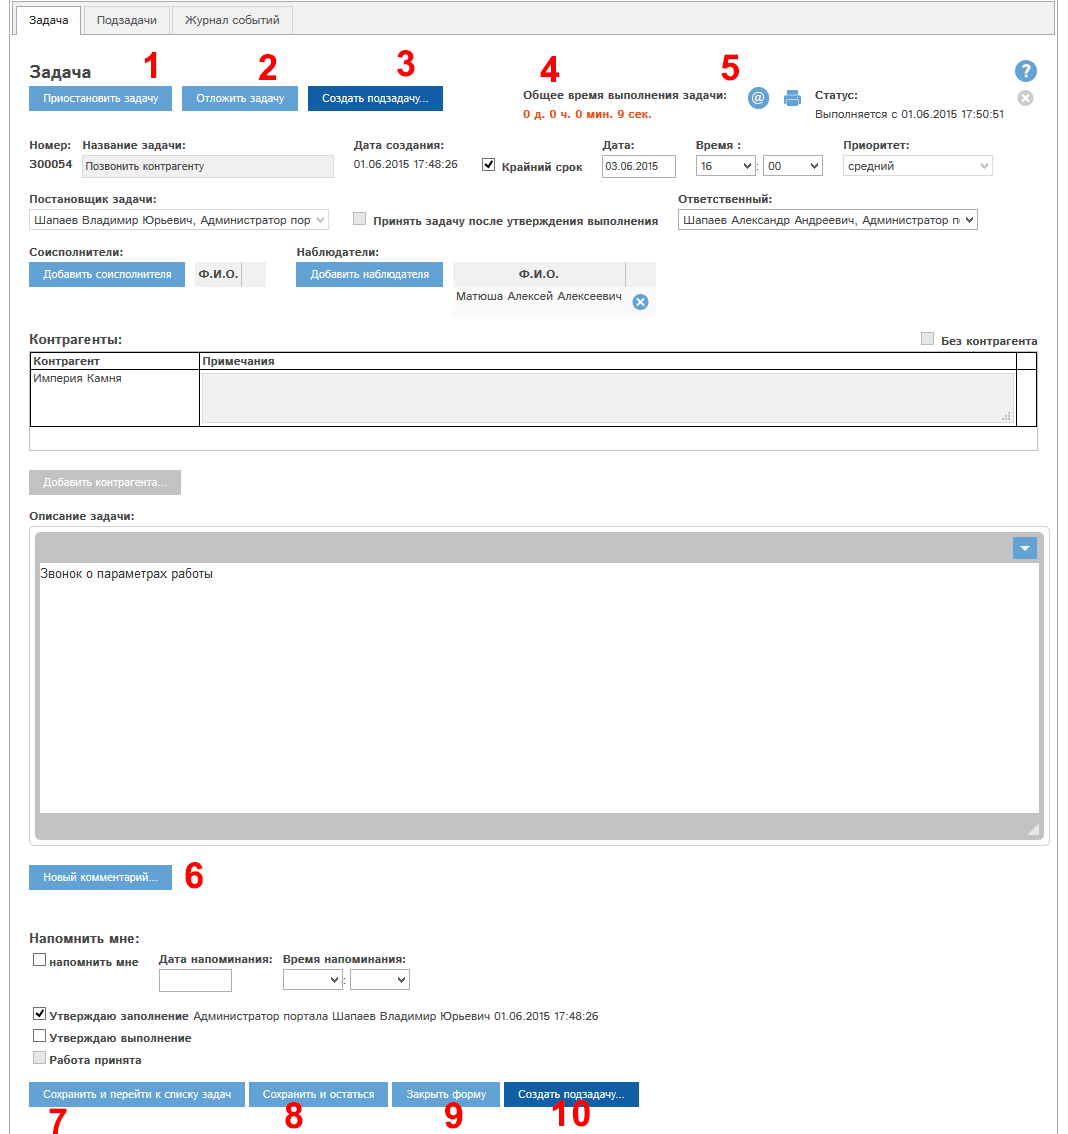 Задача Подзадачи Журнал событий
1 2 3 4 5
Задача
Приостановить задачу Отложить задачу Создать подзадачу... Общее время выполнения задачи: @ Статус: ?
0 д. 0 ч. 0 мин. 9 сек. Выполняется с 01.06.2015 17:50:51
Номер: Название задачи: Дата создания: Дата: Время : Приоритет:
300054 Позвонить контрагенту 01.06.2015 17:48:26 Крайний срок 03.06.2015 16 : 00 средний
Постановщик задачи: Ответственный:
Шапаев Владимир Юрьевич, Администратор пор Принять задачу после утверждения выполнения Шапаев Александр Андреевич, Администратор п
Соисполнители: Наблюдатели:
Добавить соисполнителя Ф.И.О. Добавить наблюдателя Ф.И.О.
Матюша Алексей Алексеевич
Контрагенты: Без контрагента
Контрагент Примечания
Империя Камня
Добавить контрагента...
Описание задачи:
Звонок о параметрах работы
Новый комментарий... 6
Напомнить мне:
напомнить мне Дата напоминания: Время напоминания:
:
Утверждаю заполнение Администратор портала Шапаев Владимир Юрьевич 01.06.2015 17:48:26
Утверждаю выполнение
Работа принята
Сохранить и перейти к списку задач Сохранить и остаться Закрыть форму Создать подзадачу...
7 8 9 10